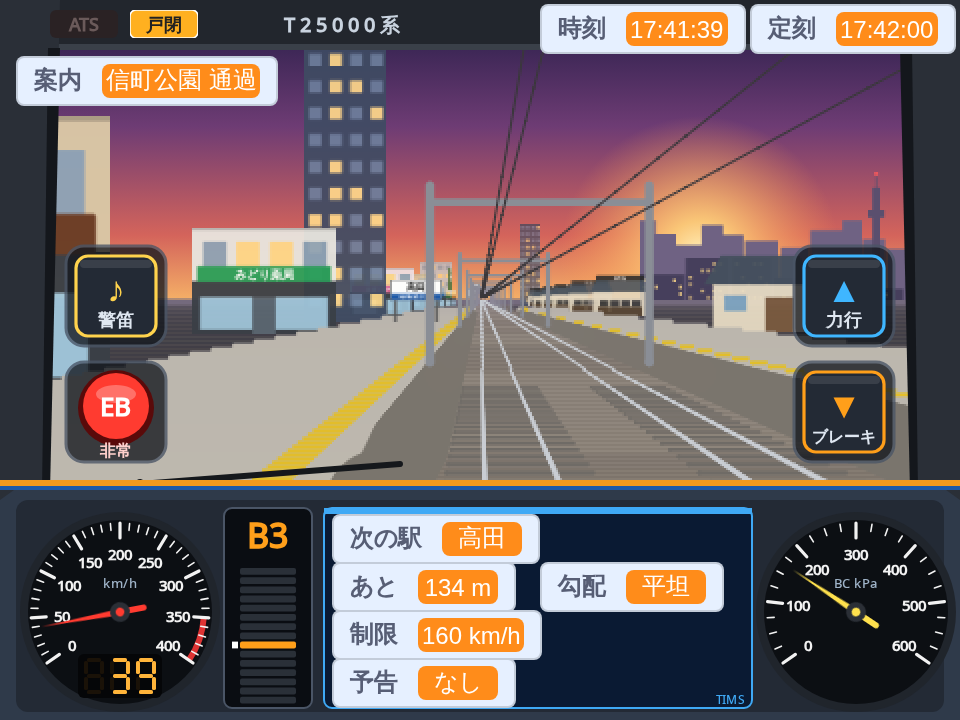 ATS
戸閉
T25000系
時刻 17:41:39
定刻 17:42:00
案内 信町公園 通過
みどり薬局
♪
警笛
▲
力行
EB
非常
▼
ブレーキ
0 50 100 150 200 250 300 350 400
km/h
39
B3
次の駅 高田
あと 134 m
勾配 平坦
制限 160 km/h
予告 なし
TIMS
0 100 200 300 400 500 600
BC kPa